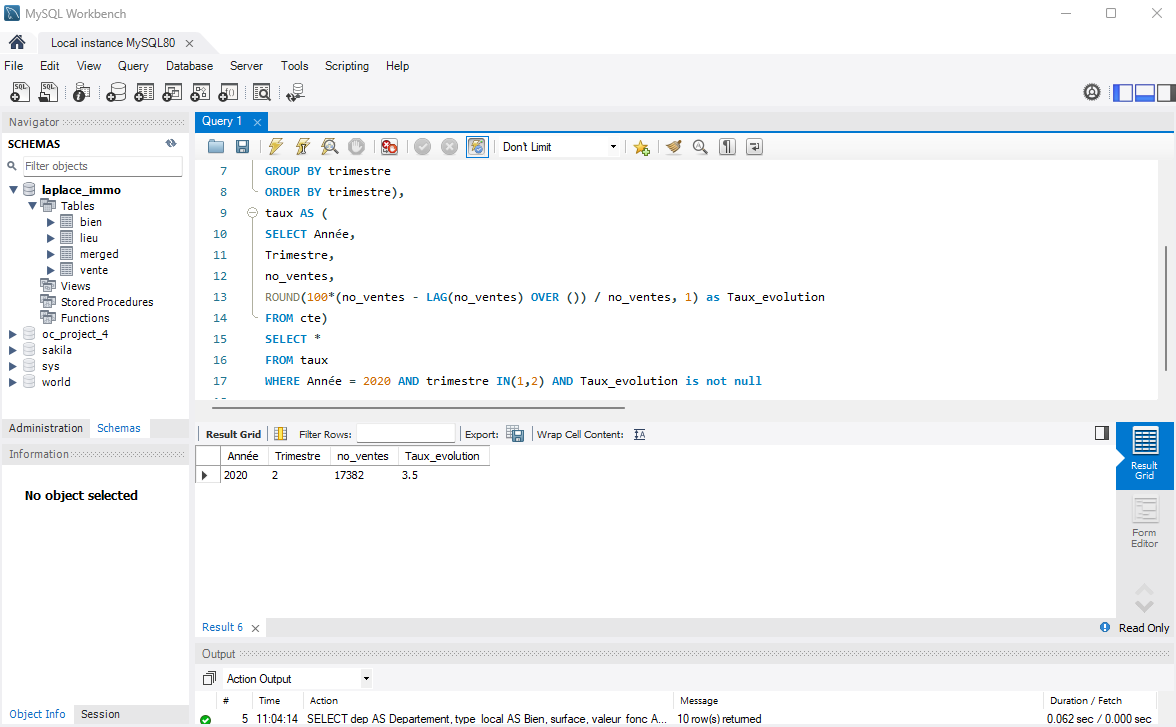 MySQL Workbench
Local instance MySQL80
File Edit View Query Database Server Tools Scripting Help
Navigator
SCHEMAS
Filter objects
laplace_immo
Tables
bien
lieu
merged
vente
Views
Stored Procedures
Functions
oc_project_4
sakila
sys
world
Administration Schemas
Information
No object selected
Object Info Session
Query 1
Don't Limit
7 GROUP BY trimestre
8 ORDER BY trimestre),
9 taux AS (
10 SELECT Année,
11 Trimestre,
12 no_ventes,
13 ROUND(100*(no_ventes - LAG(no_ventes) OVER ()) / no_ventes, 1) as Taux_evolution
14 FROM cte)
15 SELECT *
16 FROM taux
17 WHERE Année = 2020 AND trimestre IN(1,2) AND Taux_evolution is not null
Result Grid Filter Rows: Export: Wrap Cell Content:
Année Trimestre no_ventes Taux_evolution
2020 2 17382 3.5
Result Grid
Form Editor
Result 6
Read Only
Output
Action Output
# Time Action Message Duration / Fetch
5 11:04:14 SELECT dep AS Departement, type_local AS Bien, surface, valeur_fonc A... 10 row(s) returned 0.062 sec / 0.000 sec